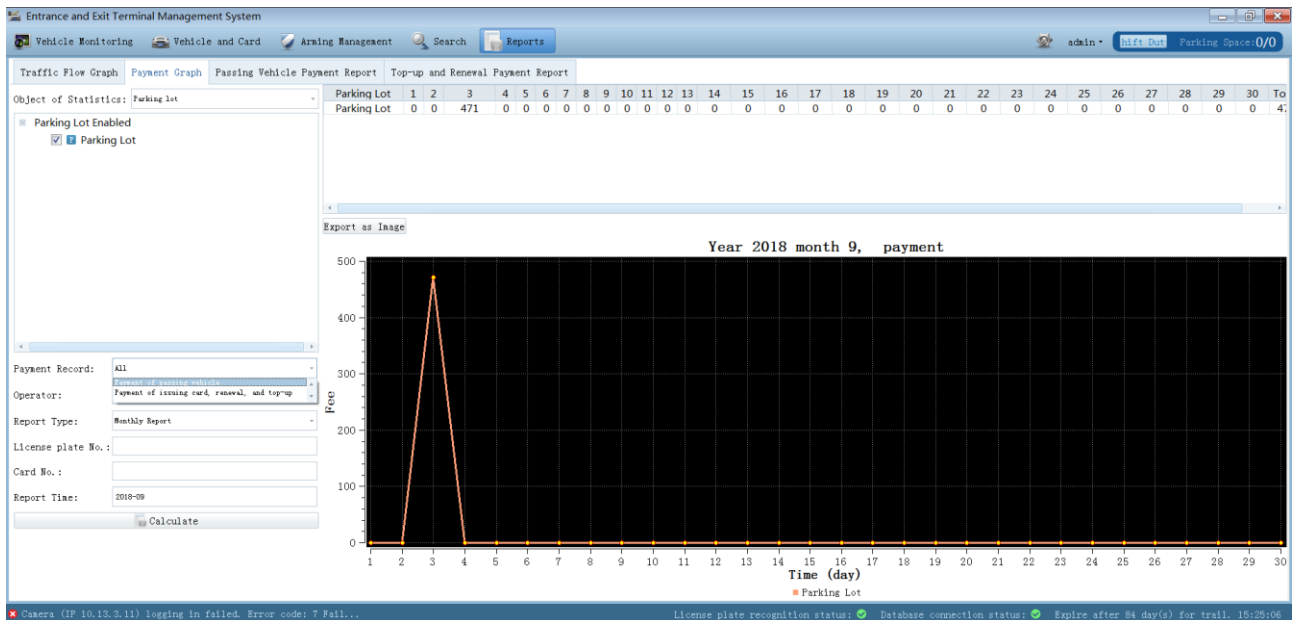 Entrance and Exit Terminal Management System
Vehicle Monitoring Vehicle and Card Arming Management Search Reports admin hift Dut Parking Space:0/0
Traffic Flow Graph Payment Graph Passing Vehicle Payment Report Top-up and Renewal Payment Report
Object of Statistics: Parking lot
Parking Lot Enabled
Parking Lot
Parking Lot 1 2 3 4 5 6 7 8 9 10 11 12 13 14 15 16 17 18 19 20 21 22 23 24 25 26 27 28 29 30 To
Parking Lot 0 0 471 0 0 0 0 0 0 0 0 0 0 0 0 0 0 0 0 0 0 0 0 0 0 0 0 0 0 0 47
Export as Image
Payment Record: All
Payment of passing vehicle
Payment of issuing card, renewal, and top-up
Operator:
Report Type: Monthly Report
License plate No.:
Card No.:
Report Time: 2018-09
Calculate
Year 2018 month 9, payment
500
400
300
200
100
0
Fee
1 2 3 4 5 6 7 8 9 10 11 12 13 14 15 16 17 18 19 20 21 22 23 24 25 26 27 28 29 30
Time (day)
Parking Lot
Camera (IP 10.13.3.11) logging in failed. Error code: 7 Fail... License plate recognition status: Database connection status: Expire after 84 day(s) for trail. 15:25:06